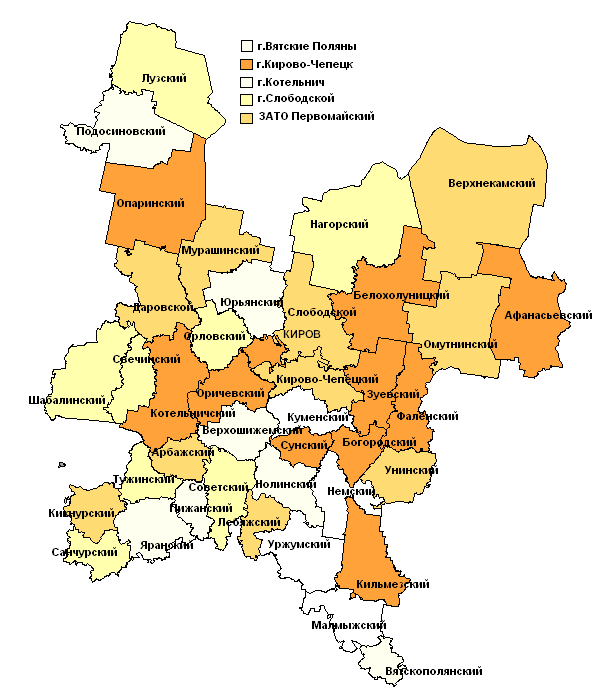 г.Вятские Поляны
г.Кирово-Чепецк
г.Котельнич
г.Слободской
ЗАТО Первомайский
Лузский
Подосиновский
Опаринский
Верхнекамский
Нагорский
Мурашинский
Юрьянский
Даровской
Слободской
Белохолуницкий
Афанасьевский
Омутнинский
Орловский
КИРОВ
Свечинский
Шабалинский
Котельничский
Оричевский
Кирово-Чепецкий
Зуевский
Фаленский
Куменский
Верхошижемский
Сунский
Богородский
Унинский
Арбажский
Тужинский
Советский
Нолинский
Немский
Кикнурский
Пижанский
Лебяжский
Санчурский
Яранский
Уржумский
Кильмезский
Малмыжский
Вятскополянский